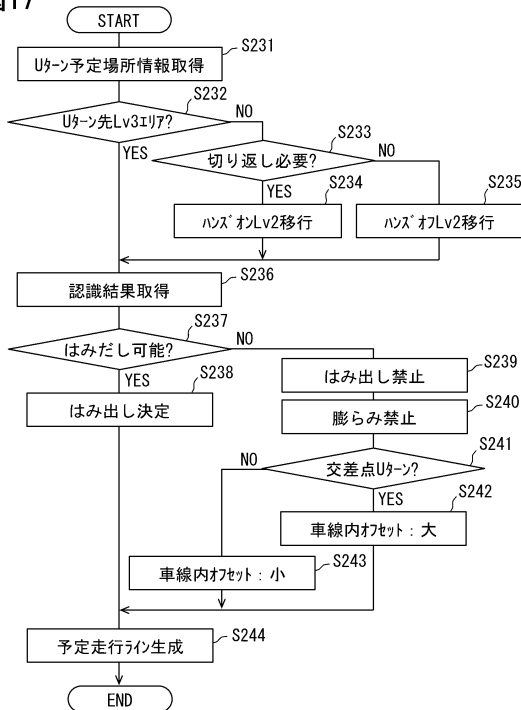 図17
START
S231
Uターン予定場所情報取得
S232
Uターン先Lv3エリア?
NO
YES
S233
切り返し必要?
NO
YES
S234
ハンズオンLv2移行
S235
ハンズオフLv2移行
S236
認識結果取得
S237
はみだし可能?
NO
YES
S238
はみ出し決定
S239
はみ出し禁止
S240
膨らみ禁止
S241
交差点Uターン?
NO
YES
S242
車線内オフセット：大
S243
車線内オフセット：小
S244
予定走行ライン生成
END